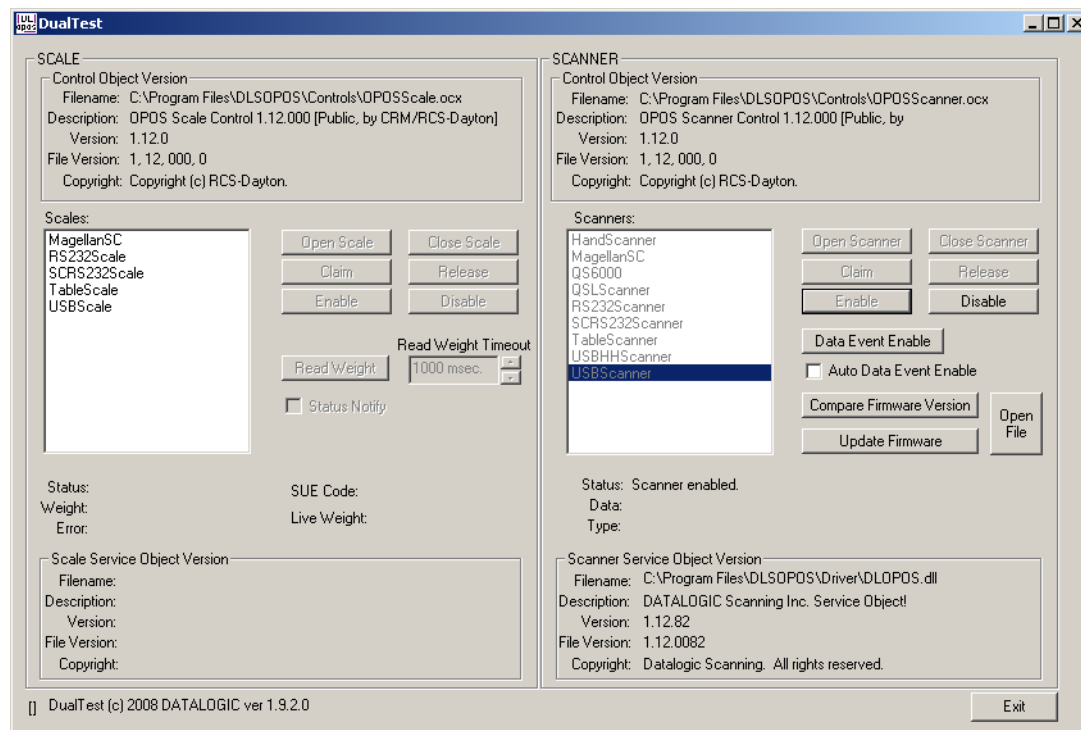 UL
opos
DualTest
SCALE
Control Object Version
Filename: C:\Program Files\DLSOPOS\Controls\OPOSScale.ocx
Description: OPOS Scale Control 1.12.000 [Public, by CRM/RCS-Dayton]
Version: 1.12.0
File Version: 1, 12, 000, 0
Copyright: Copyright (c) RCS-Dayton.
Scales:
MagellanSC
RS232Scale
SCRS232Scale
TableScale
USBScale
Open Scale
Close Scale
Claim
Release
Enable
Disable
Read Weight Timeout
Read Weight
1000 msec.
Status Notify
Status:
Weight:
Error:
SUE Code:
Live Weight:
Scale Service Object Version
Filename:
Description:
Version:
File Version:
Copyright:
SCANNER
Control Object Version
Filename: C:\Program Files\DLSOPOS\Controls\OPOSScanner.ocx
Description: OPOS Scanner Control 1.12.000 [Public, by
Version: 1.12.0
File Version: 1, 12, 000, 0
Copyright: Copyright (c) RCS-Dayton.
Scanners:
HandScanner
MagellanSC
QS6000
QSLScanner
RS232Scanner
SCRS232Scanner
TableScanner
USBHHScanner
USBScanner
Open Scanner
Close Scanner
Claim
Release
Enable
Disable
Data Event Enable
Auto Data Event Enable
Compare Firmware Version
Update Firmware
Open
File
Status: Scanner enabled.
Data:
Type:
Scanner Service Object Version
Filename: C:\Program Files\DLSOPOS\Driver\DLOPOS.dll
Description: DATALOGIC Scanning Inc. Service Object!
Version: 1.12.82
File Version: 1.12.0082
Copyright: Datalogic Scanning. All rights reserved.
[] DualTest (c) 2008 DATALOGIC ver 1.9.2.0
Exit